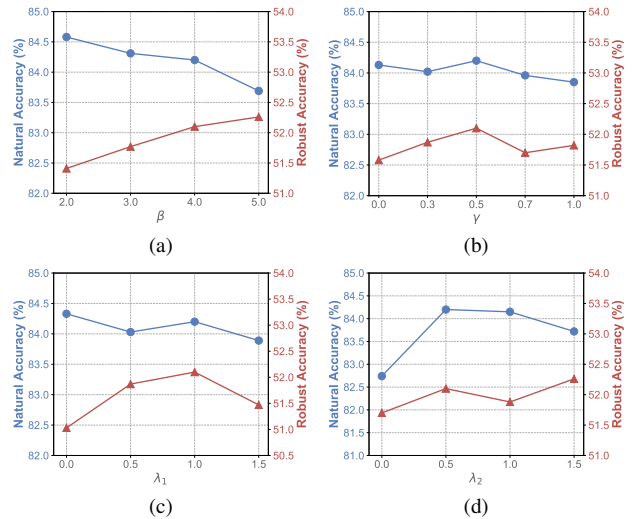 85.0 54.0
84.5 53.5
84.0 53.0
83.5 52.5
83.0 52.0
82.5 51.5
82.0 51.0
Natural Accuracy (%)
Robust Accuracy (%)
2.0 3.0 4.0 5.0
β
(a)
85.0 54.0
84.5 53.5
84.0 53.0
83.5 52.5
83.0 52.0
82.5 51.5
82.0 51.0
Natural Accuracy (%)
Robust Accuracy (%)
0.0 0.3 0.5 0.7 1.0
γ
(b)
85.0 54.0
84.5 53.5
84.0 53.0
83.5 52.5
83.0 52.0
82.5 51.5
82.0 51.0
50.5
Natural Accuracy (%)
Robust Accuracy (%)
0.0 0.5 1.0 1.5
λ1
(c)
85.0 54.0
84.5 53.5
84.0 53.0
83.5 52.5
83.0 52.0
82.5 51.5
82.0 51.0
81.5
81.0
Natural Accuracy (%)
Robust Accuracy (%)
0.0 0.5 1.0 1.5
λ2
(d)